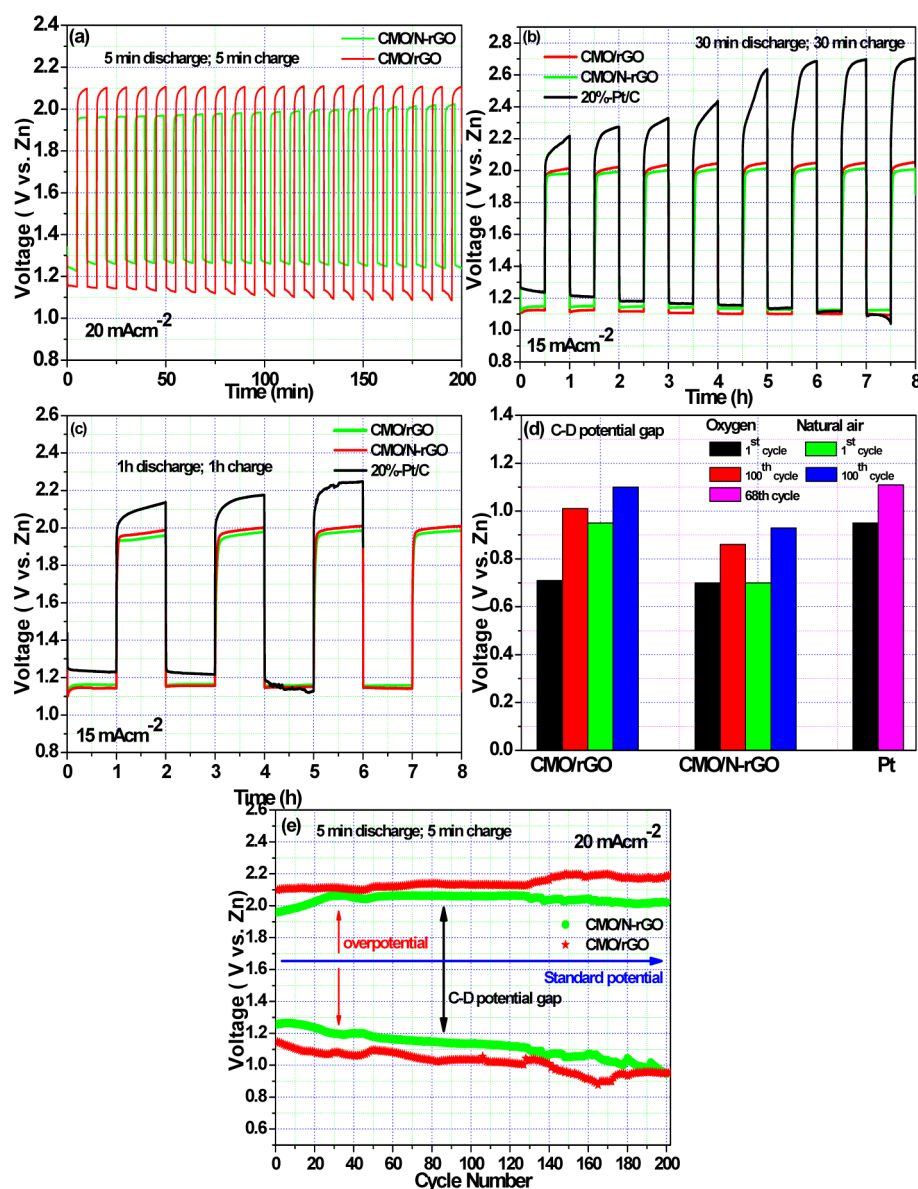 (a)
5 min discharge; 5 min charge
CMO/N-rGO
CMO/rGO
20 mAcm-2
Voltage ( V vs. Zn)
2.4
2.2
2.0
1.8
1.6
1.4
1.2
1.0
0.8
0 50 100 150 200
Time (min)
(b)
30 min discharge; 30 min charge
CMO/rGO
CMO/N-rGO
20%-Pt/C
15 mAcm-2
Voltage ( V vs. Zn)
3.0
2.6
2.2
1.8
1.4
1.0
0.6
0 1 2 3 4 5 6 7 8
Time (h)
(c)
1h discharge; 1h charge
CMO/rGO
CMO/N-rGO
20%-Pt/C
15 mAcm-2
Voltage ( V vs. Zn)
2.6
2.4
2.2
2.0
1.8
1.6
1.4
1.2
1.0
0.8
0 1 2 3 4 5 6 7 8
Time (h)
(d) C-D potential gap
Oxygen Natural air
1st cycle 1st cycle
100th cycle 100th cycle
68th cycle
Voltage ( V vs. Zn)
1.4
1.2
1.0
0.8
0.6
0.4
0.2
0.0
CMO/rGO CMO/N-rGO Pt
(e)
5 min discharge; 5 min charge
20 mAcm-2
CMO/N-rGO
CMO/rGO
overpotential
Standard potential
C-D potential gap
Voltage ( V vs. Zn)
2.6
2.4
2.2
2.0
1.8
1.6
1.4
1.2
1.0
0.8
0.6
0 20 40 60 80 100 120 140 160 180 200
Cycle Number